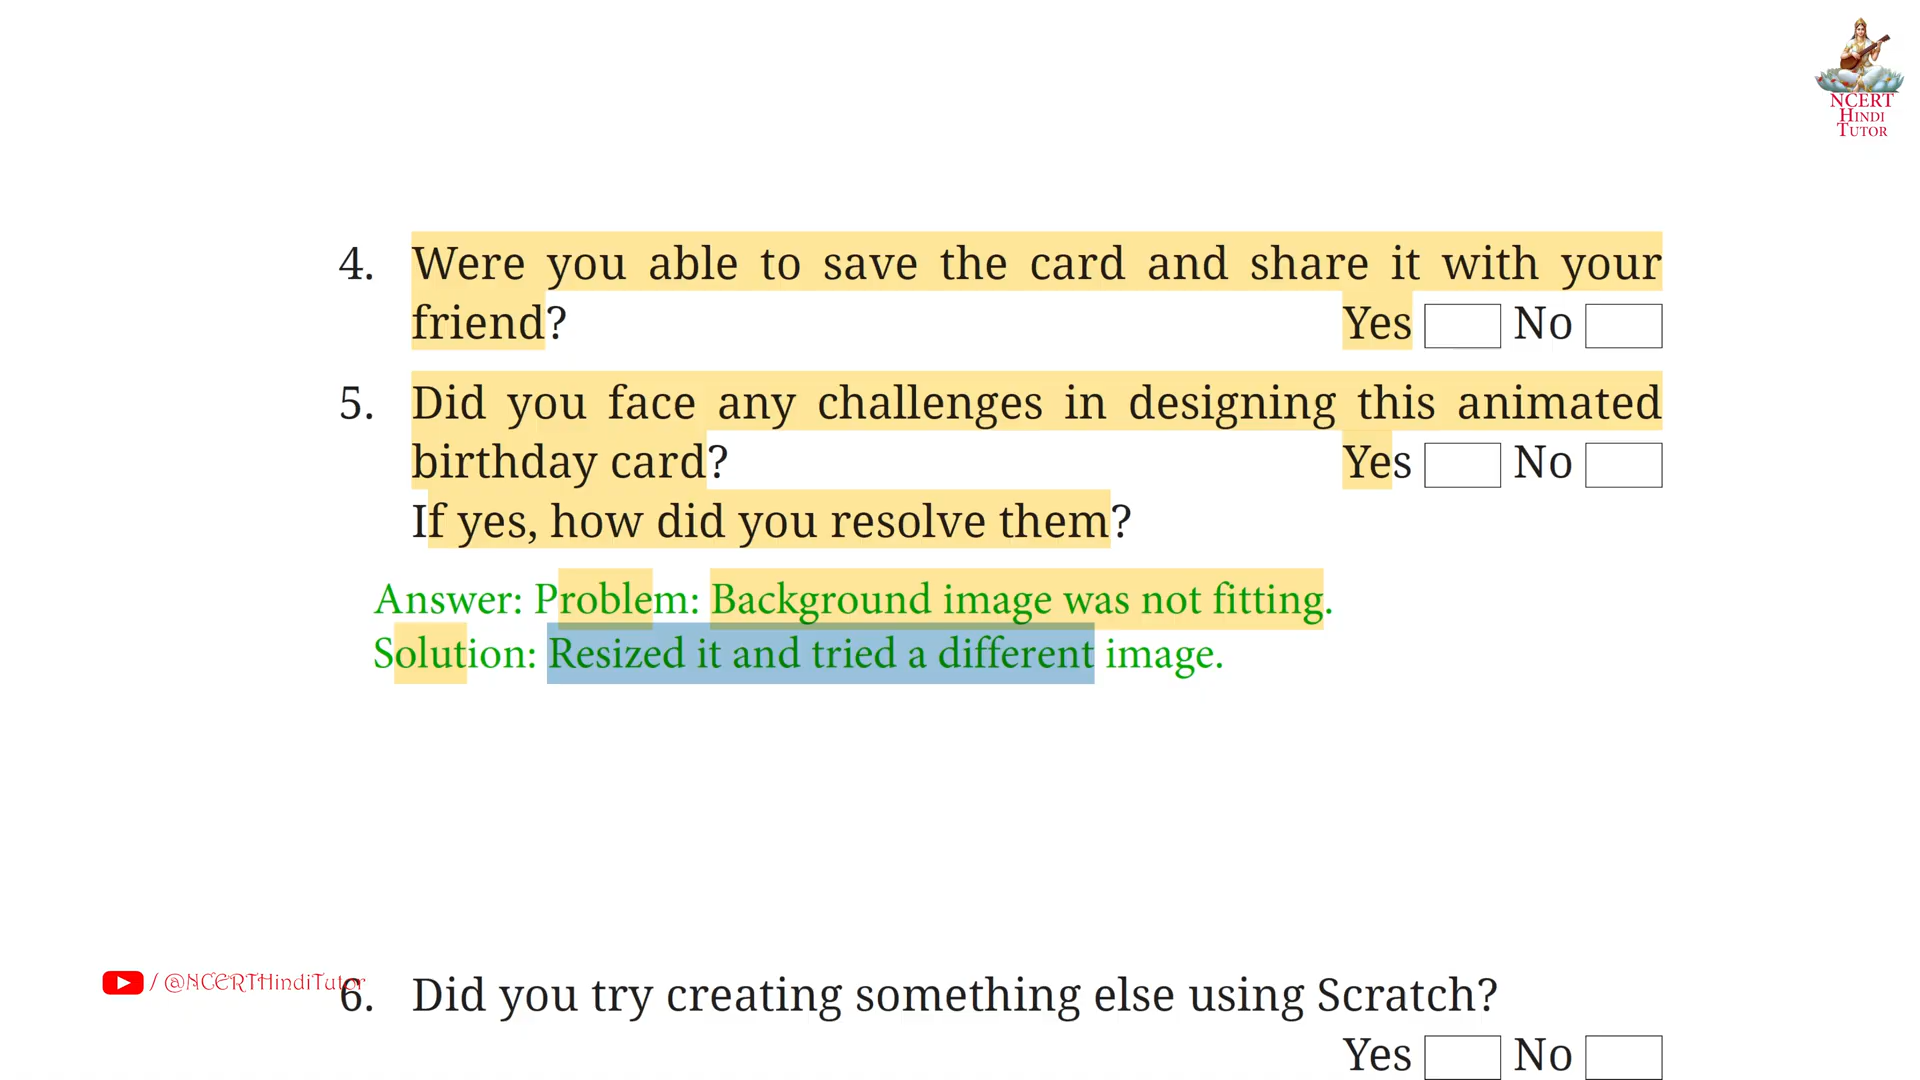 NCERT
HINDI
TUTOR
4. Were you able to save the card and share it with your
friend? Yes No
5. Did you face any challenges in designing this animated
birthday card? Yes No
If yes, how did you resolve them?
Answer: Problem: Background image was not fitting.
Solution: Resized it and tried a different image.
/ @NCERTHindiTutor
6. Did you try creating something else using Scratch?
Yes No